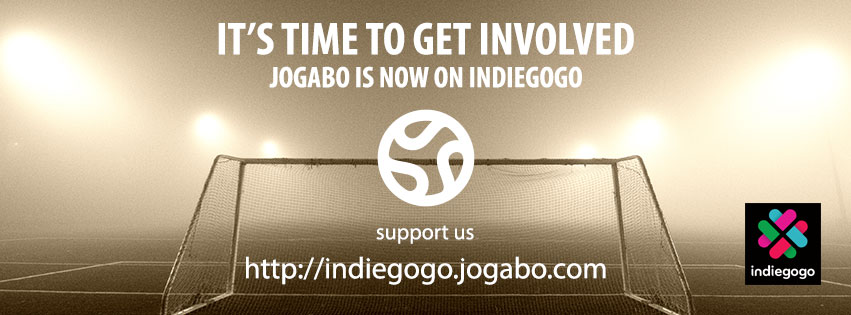 IT'S TIME TO GET INVOLVED
JOGABO IS NOW ON INDIEGOGO
support us
http://indiegogo.jogabo.com
indiegogo